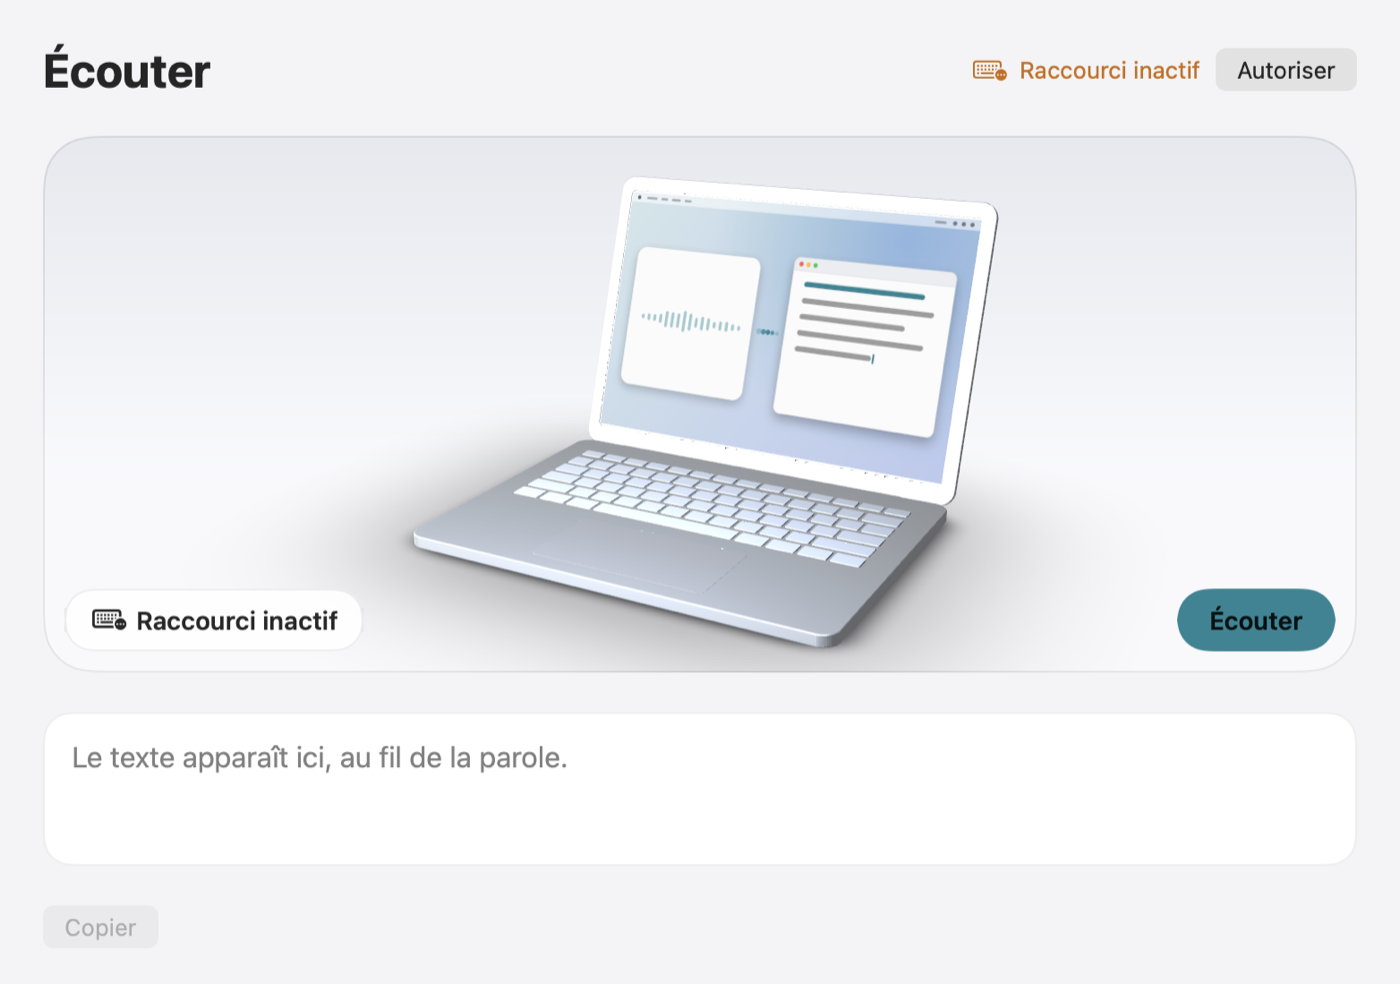 Écouter
Raccourci inactif
Autoriser
Raccourci inactif
Écouter
Le texte apparaît ici, au fil de la parole.
Copier